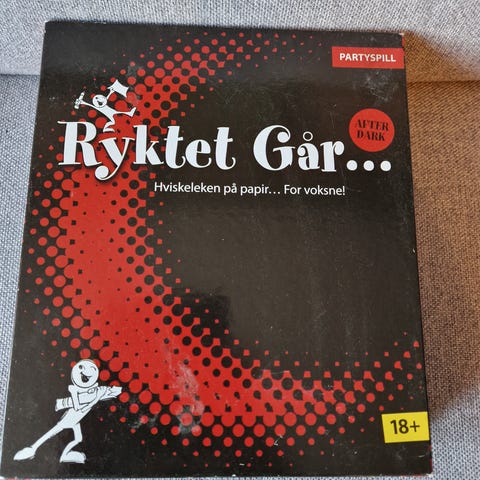 PARTYSPILL
AFTER
DARK
Ryktet Går...
Hviskeleken på papir... For voksne!
18+